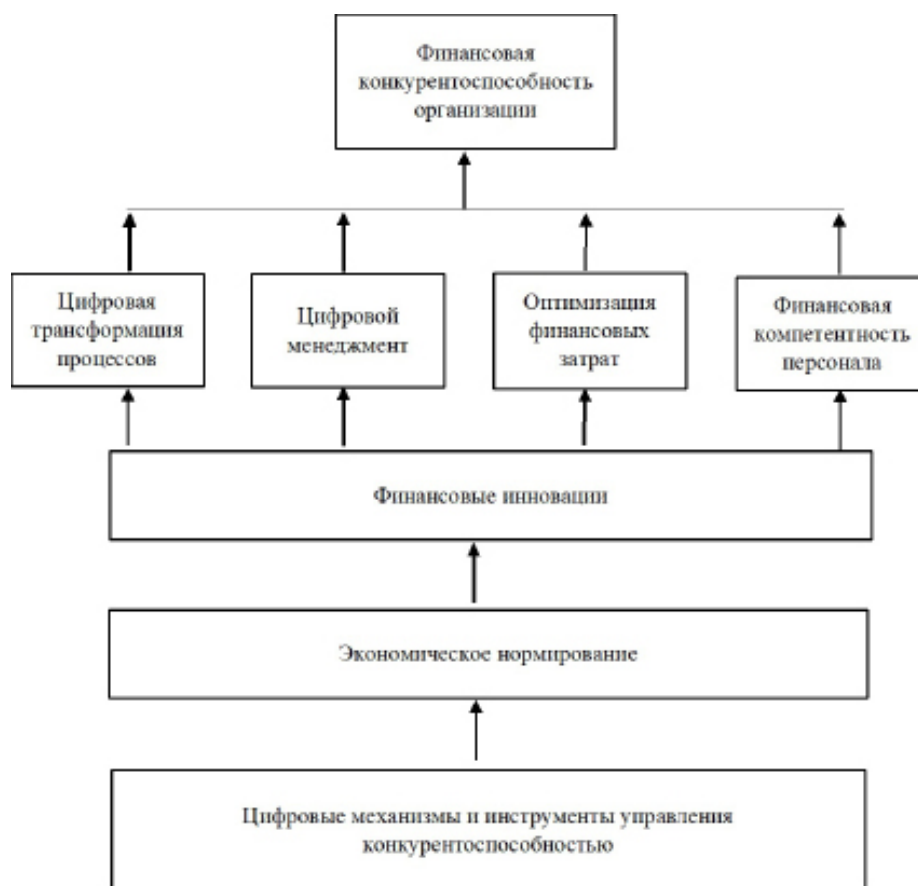 Финансовая
конкурентоспособность
организации
Цифровая
трансформация
процессов
Цифровой
менеджмент
Оптимизация
финансовых
затрат
Финансовая
компетентность
персонала
Финансовые инновации
Экономическое нормирование
Цифровые механизмы и инструменты управления
конкурентоспособностью